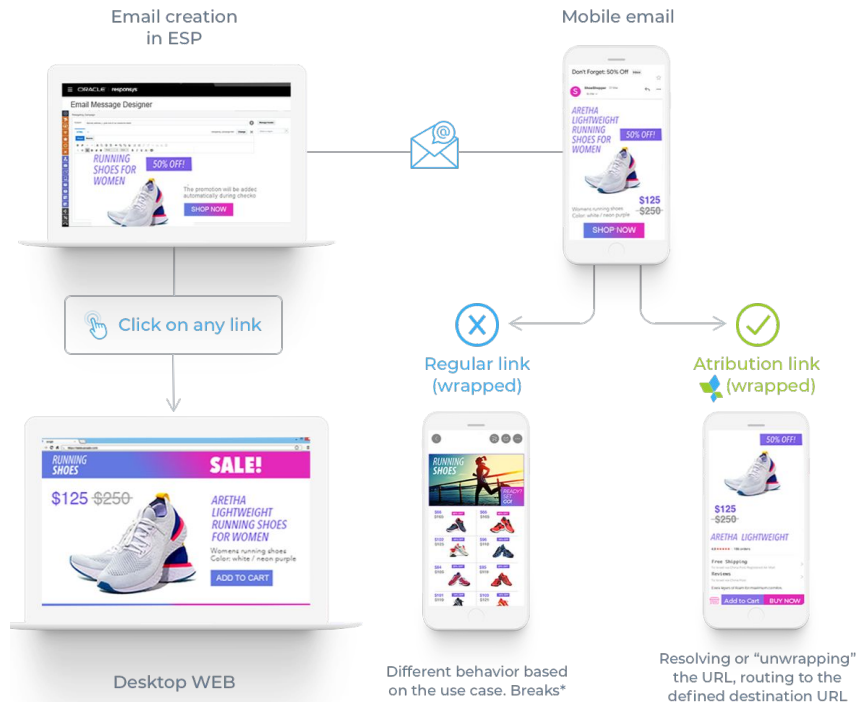 Email creation
in ESP
Mobile email
ORACLE responsys
Email Message Designer
RUNNING
SHOES FOR
WOMEN
50% OFF!
The promotion will be added
automatically during checks
SHOP NOW
Don't Forget: 50% Off
ARETHA
LIGHTWEIGHT
RUNNING
SHOES FOR
WOMEN
50% OFF!
$125
$250
Womens running shoes
Color: white / neon purple
SHOP NOW
Click on any link
Regular link
(wrapped)
Atribution link
(wrapped)
RUNNING
SHOES
SALE!
$125 $250
ARETHA
LIGHTWEIGHT
RUNNING SHOES
FOR WOMEN
Womens running shoes
Color: white / neon purple
ADD TO CART
RUNNING
SHOES
READY?
SET
GO!
50% OFF!
$125
$250
ARETHA LIGHTWEIGHT
Free Shipping
Reviews
Add to Cart
BUY NOW
Desktop WEB
Different behavior based
on the use case. Breaks*
Resolving or “unwrapping”
the URL, routing to the
defined destination URL